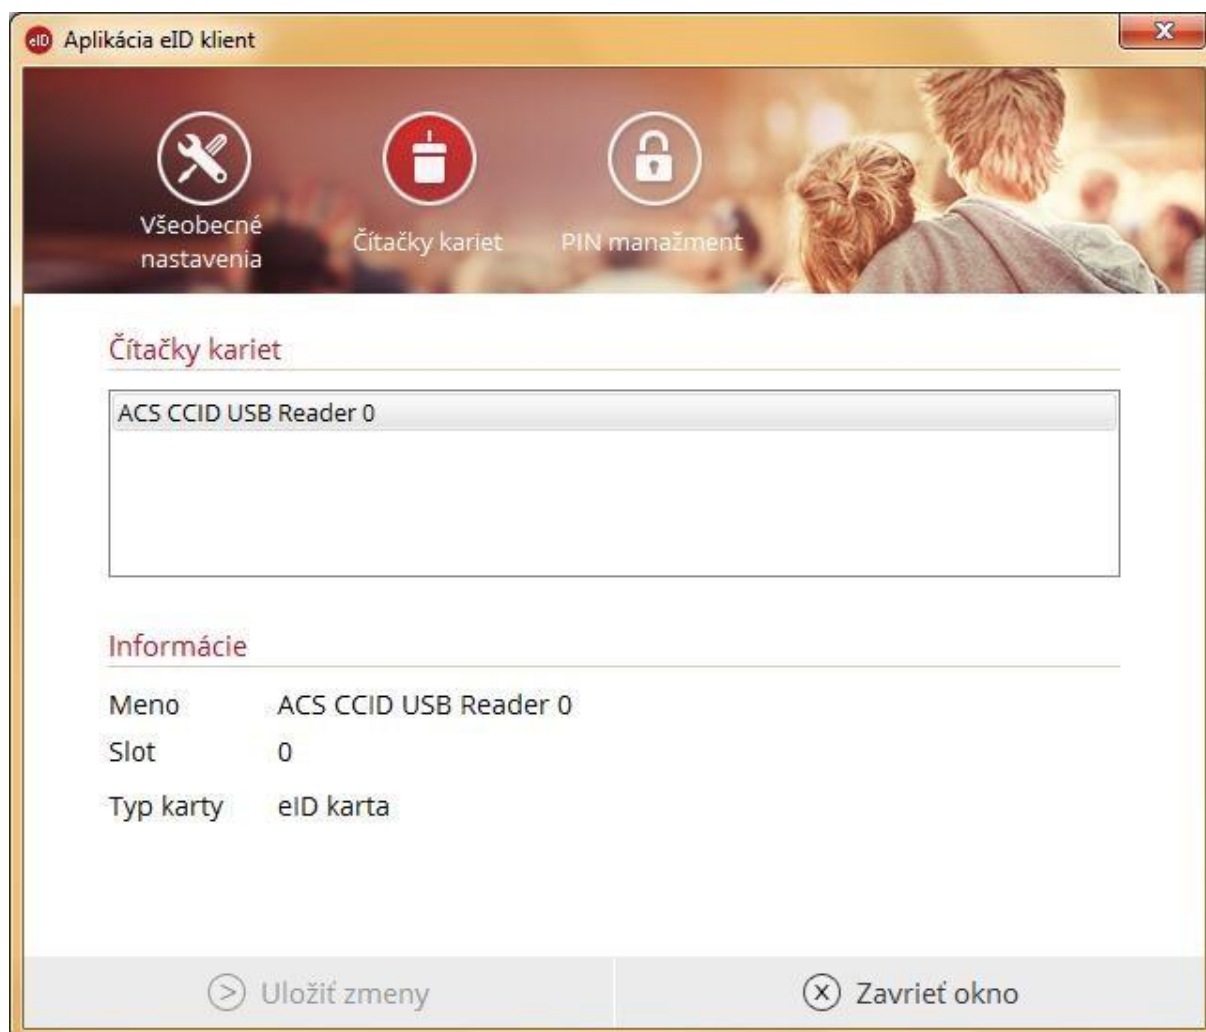 eID Aplikácia eID klient
Všeobecné
nastavenia
Čítačky kariet
PIN manažment
Čítačky kariet
ACS CCID USB Reader 0
Informácie
Meno ACS CCID USB Reader 0
Slot 0
Typ karty eID karta
Uložiť zmeny
Zavrieť okno